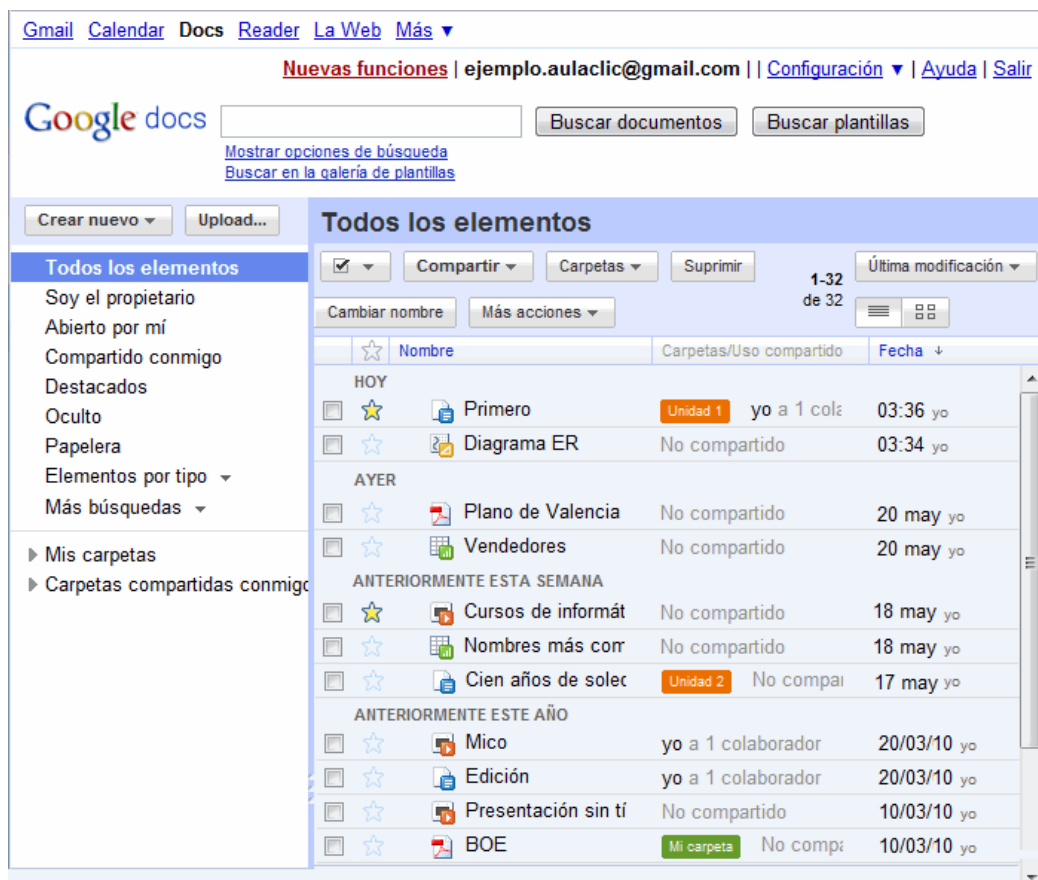 Gmail Calendar Docs Reader La Web Más ▼
Nuevas funciones | ejemplo.aulaclic@gmail.com | | Configuración ▼ | Ayuda | Salir
Google docs Buscar documentos Buscar plantillas
Mostrar opciones de búsqueda
Buscar en la galería de plantillas
Crear nuevo Upload...
Todos los elementos
Soy el propietario
Abierto por mí
Compartido conmigo
Destacados
Oculto
Papelera
Elementos por tipo
Más búsquedas
Mis carpetas
Carpetas compartidas conmigo
Todos los elementos
Compartir Carpetas Suprimir 1-32 Última modificación
de 32
Cambiar nombre Más acciones
Nombre Carpetas/Uso compartido Fecha ↓
HOY
Primero Unidad 1 yo a 1 cola 03:36 yo
Diagrama ER No compartido 03:34 yo
AYER
Plano de Valencia No compartido 20 may yo
Vendedores No compartido 20 may yo
ANTERIORMENTE ESTA SEMANA
Cursos de informát No compartido 18 may yo
Nombres más com No compartido 18 may yo
Cien años de solec Unidad 2 No compar 17 may yo
ANTERIORMENTE ESTE AÑO
Mico yo a 1 colaborador 20/03/10 yo
Edición yo a 1 colaborador 20/03/10 yo
Presentación sin tí No compartido 10/03/10 yo
BOE Mi carpeta No compa 10/03/10 yo